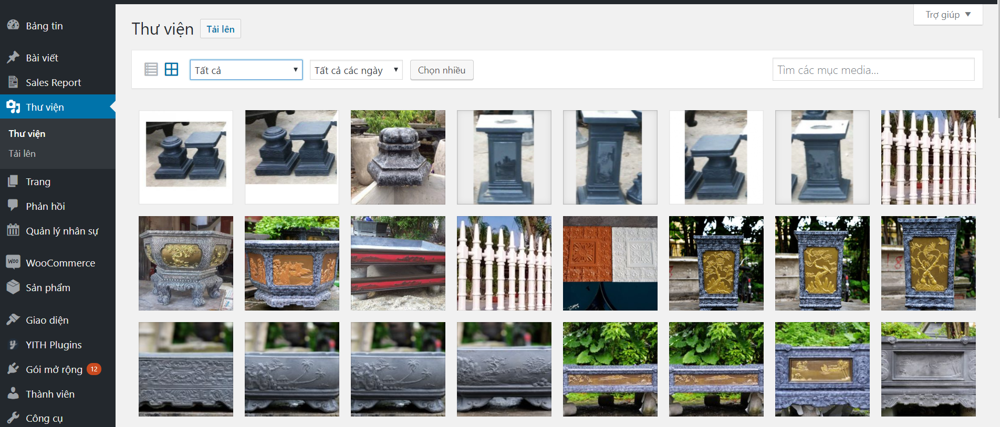 Trợ giúp
Bảng tin
Bài viết
Sales Report
Thư viện
Thư viện
Tải lên
Trang
Phản hồi
Quản lý nhân sự
WOO WooCommerce
Sản phẩm
Giao diện
YITH Plugins
Gói mở rộng 12
Thành viên
Công cụ
Thư viện Tải lên
Tất cả Tất cả các ngày Chọn nhiều Tìm các mục media...